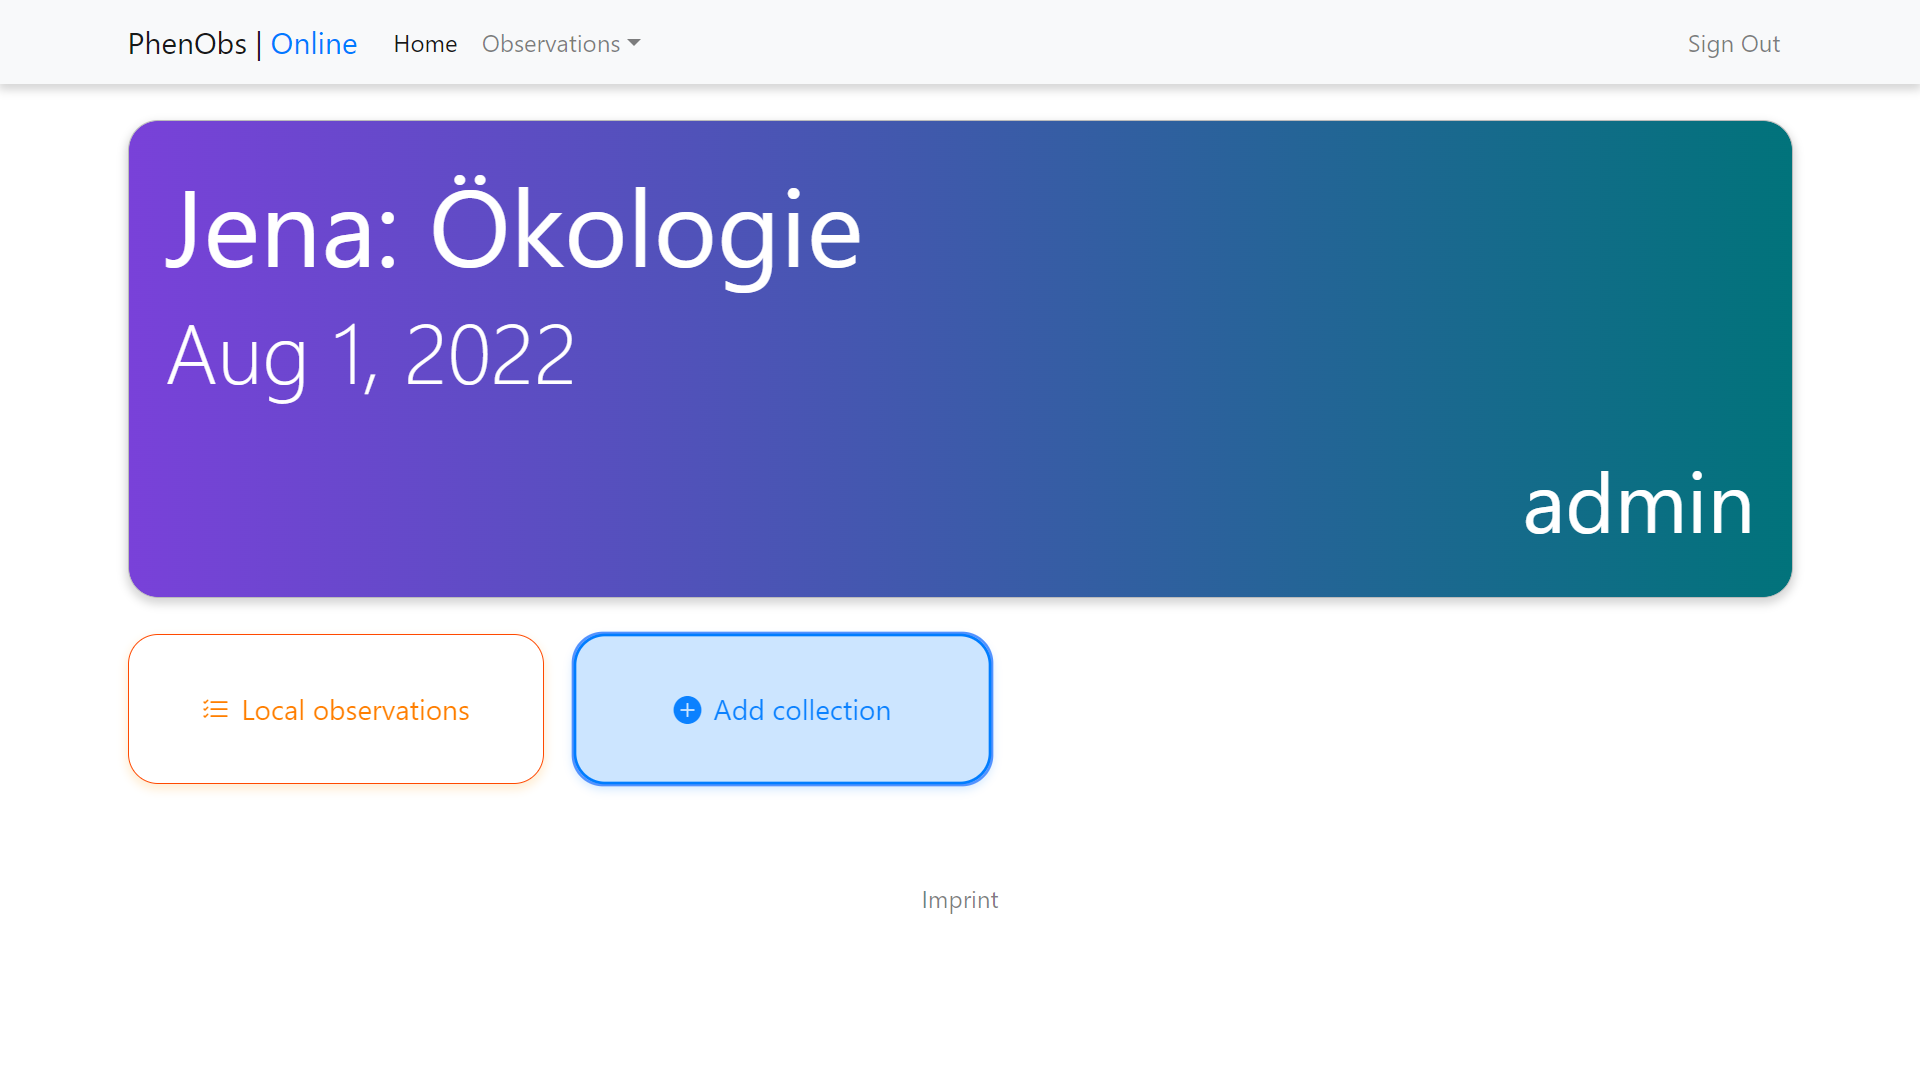 PhenObs | Online Home Observations Sign Out
Jena: Ökologie
Aug 1, 2022
admin
Local observations
Add collection
Imprint